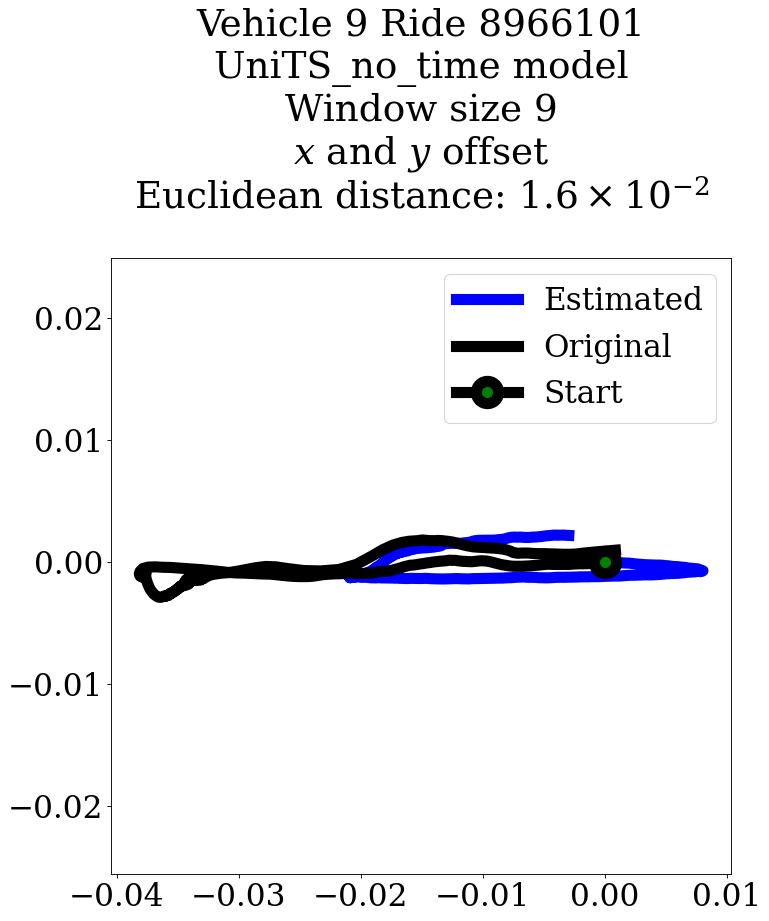 Vehicle 9 Ride 8966101
UniTS_no_time model
Window size 9
x and y offset
Euclidean distance: 1.6 × 10⁻²
Estimated
Original
Start
0.02
0.01
0.00
−0.01
−0.02
−0.04 −0.03 −0.02 −0.01 0.00 0.01